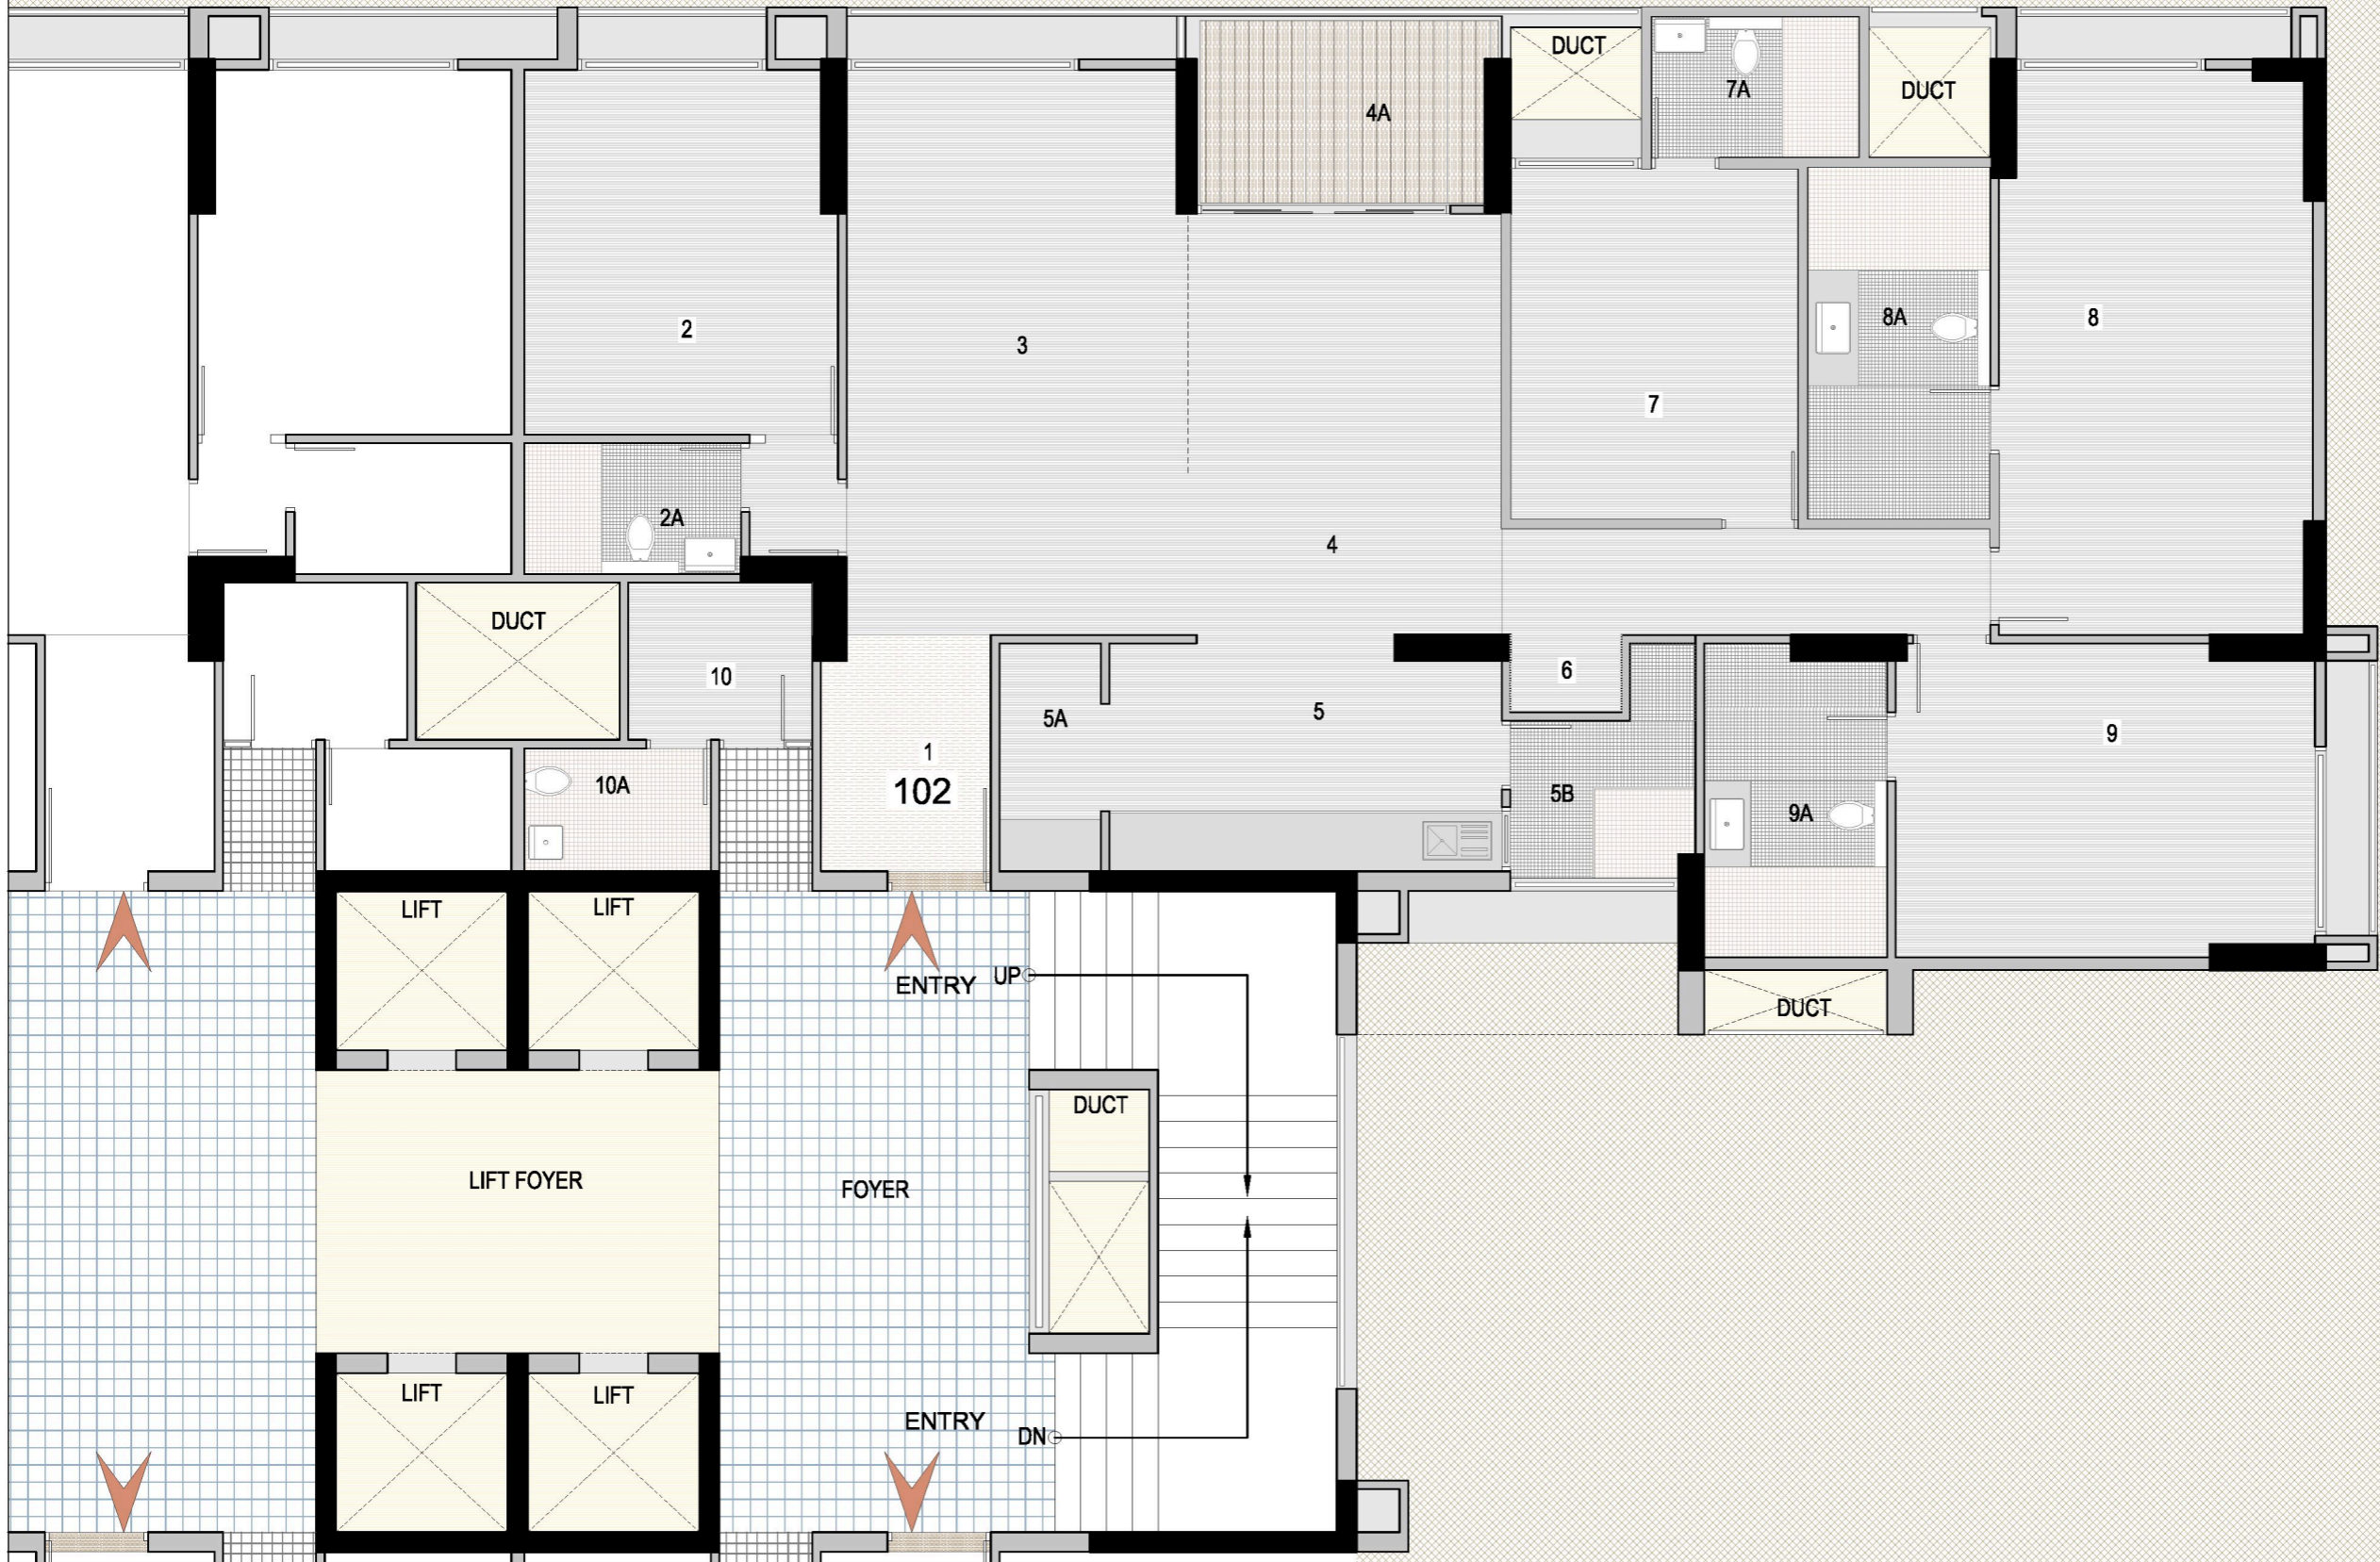 DUCT
7A
DUCT
4A
2
3
8A
8
7
2A
4
DUCT
10
6
5A
5
1
102
9
10A
5B
9A
LIFT
LIFT
ENTRY
UP
DUCT
DUCT
LIFT FOYER
FOYER
LIFT
LIFT
ENTRY
DN